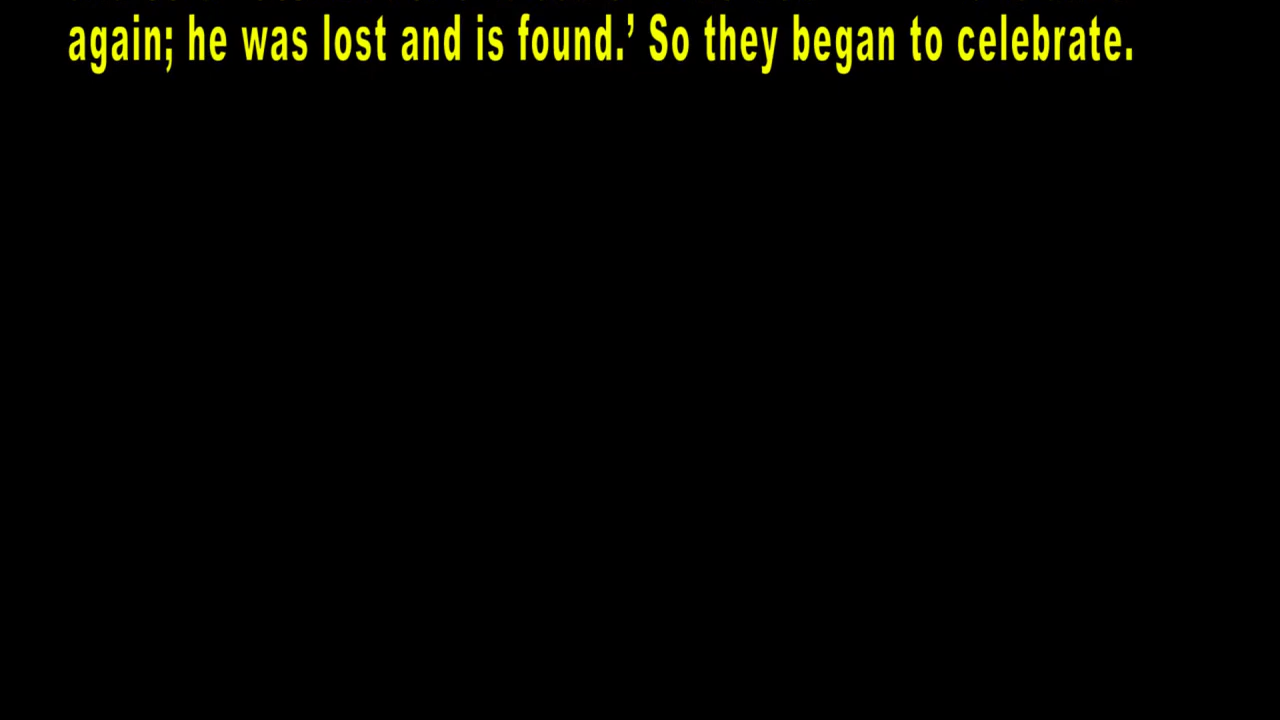 again; he was lost and is found.’ So they began to celebrate.